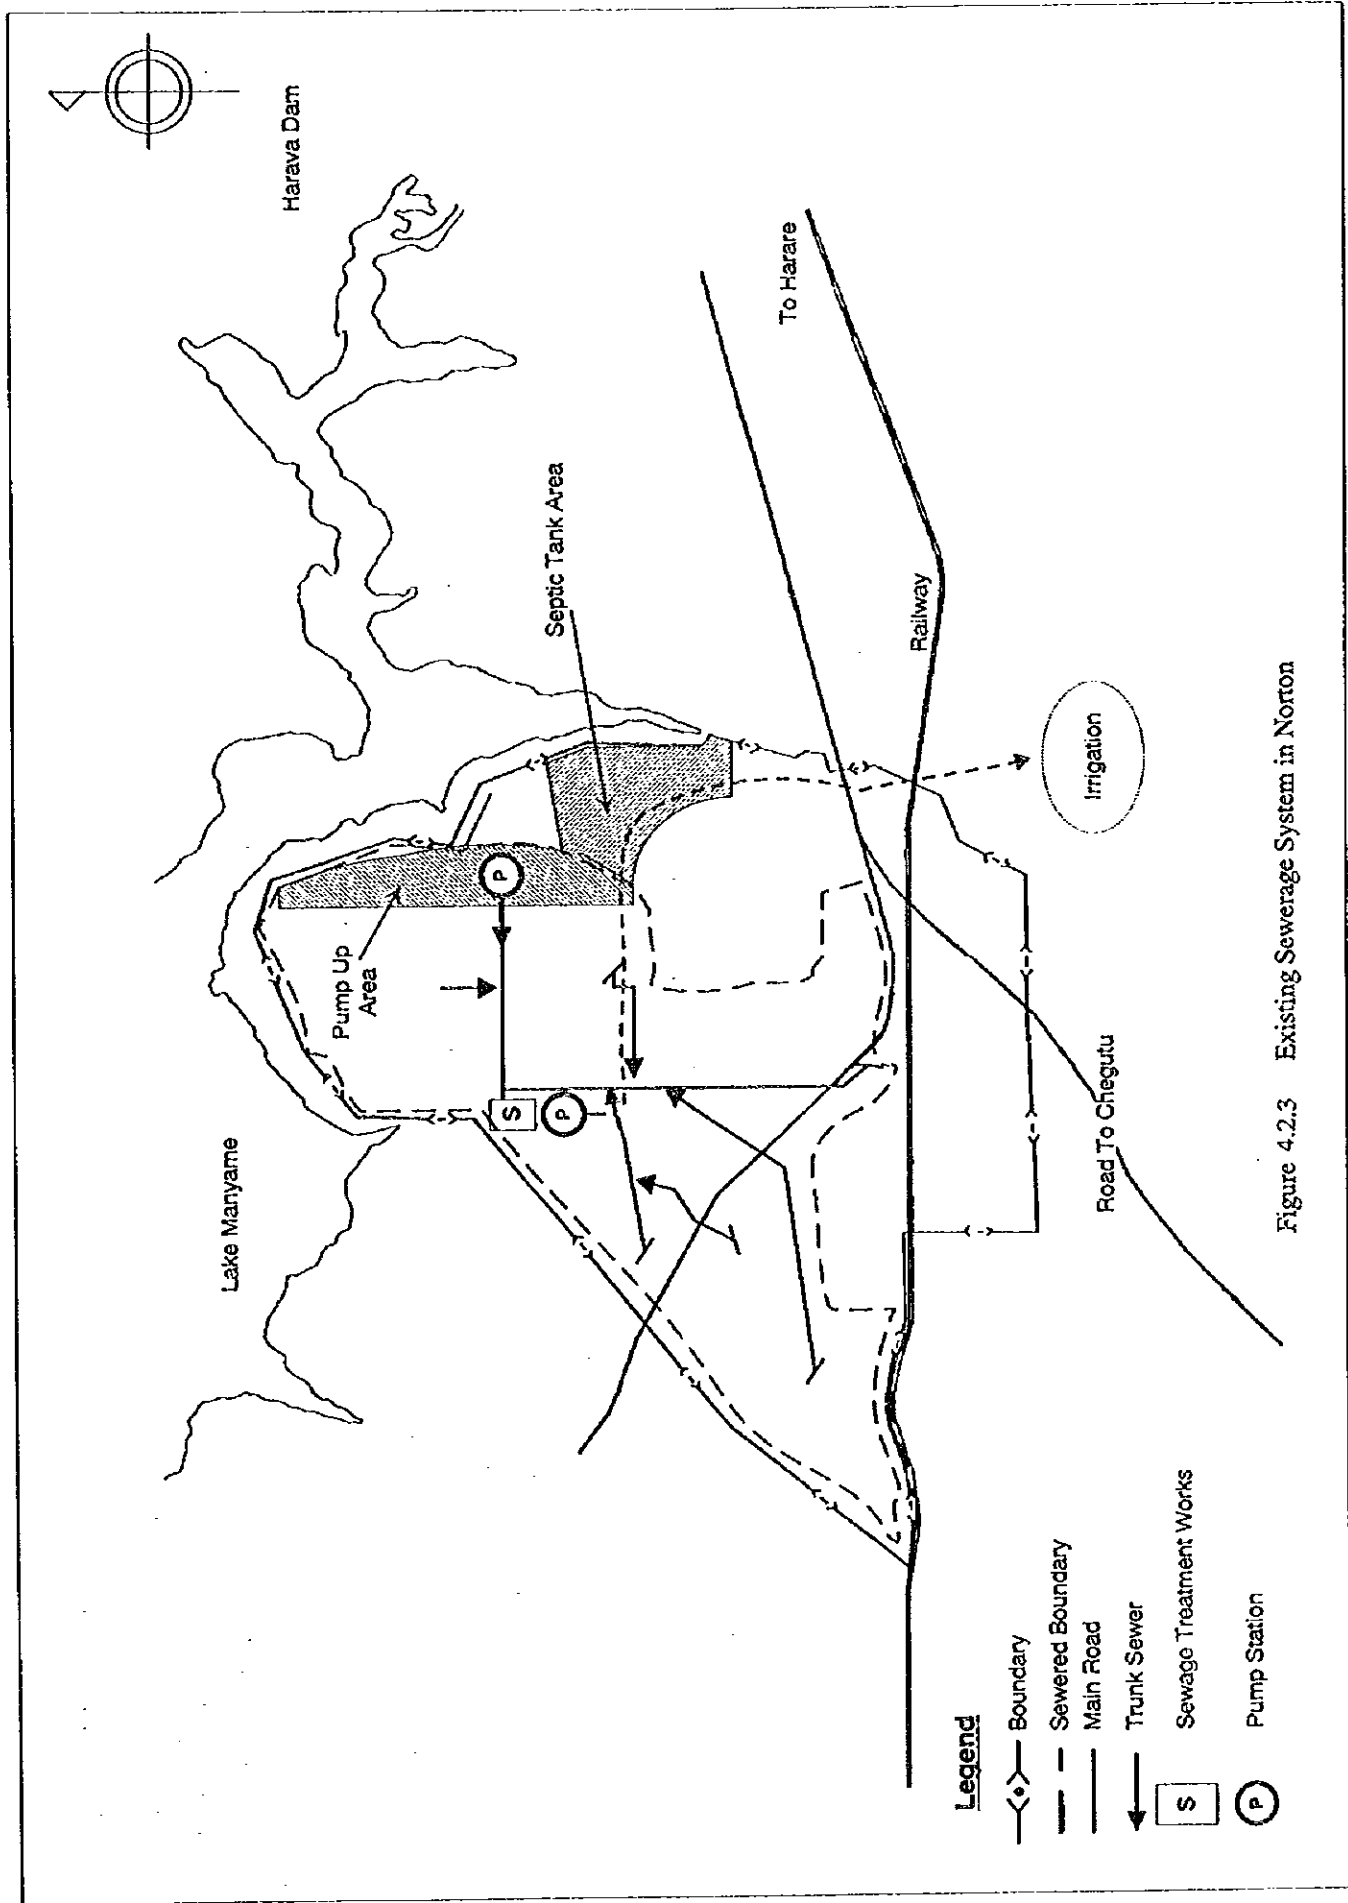 Harava Dam
Lake Manyame
Pump Up
Area
Septic Tank Area
To Harare
P
S
P
Railway
Irrigation
Road To Chegutu
Legend
Boundary
Sewered Boundary
Main Road
Trunk Sewer
S Sewage Treatment Works
P Pump Station
Figure 4.2.3 Existing Sewerage System in Norton